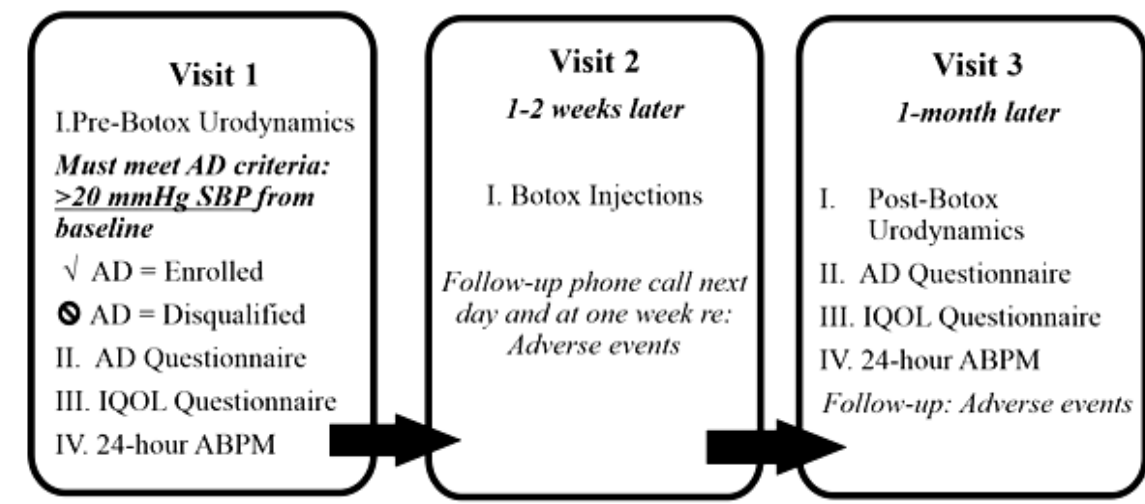 Visit 1
I.Pre-Botox Urodynamics
Must meet AD criteria:
>20 mmHg SBP from
baseline
√ AD = Enrolled
🛇 AD = Disqualified
II. AD Questionnaire
III. IQOL Questionnaire
IV. 24-hour ABPM
Visit 2
1-2 weeks later
I. Botox Injections
Follow-up phone call next
day and at one week re:
Adverse events
Visit 3
1-month later
I. Post-Botox
Urodynamics
II. AD Questionnaire
III. IQOL Questionnaire
IV. 24-hour ABPM
Follow-up: Adverse events